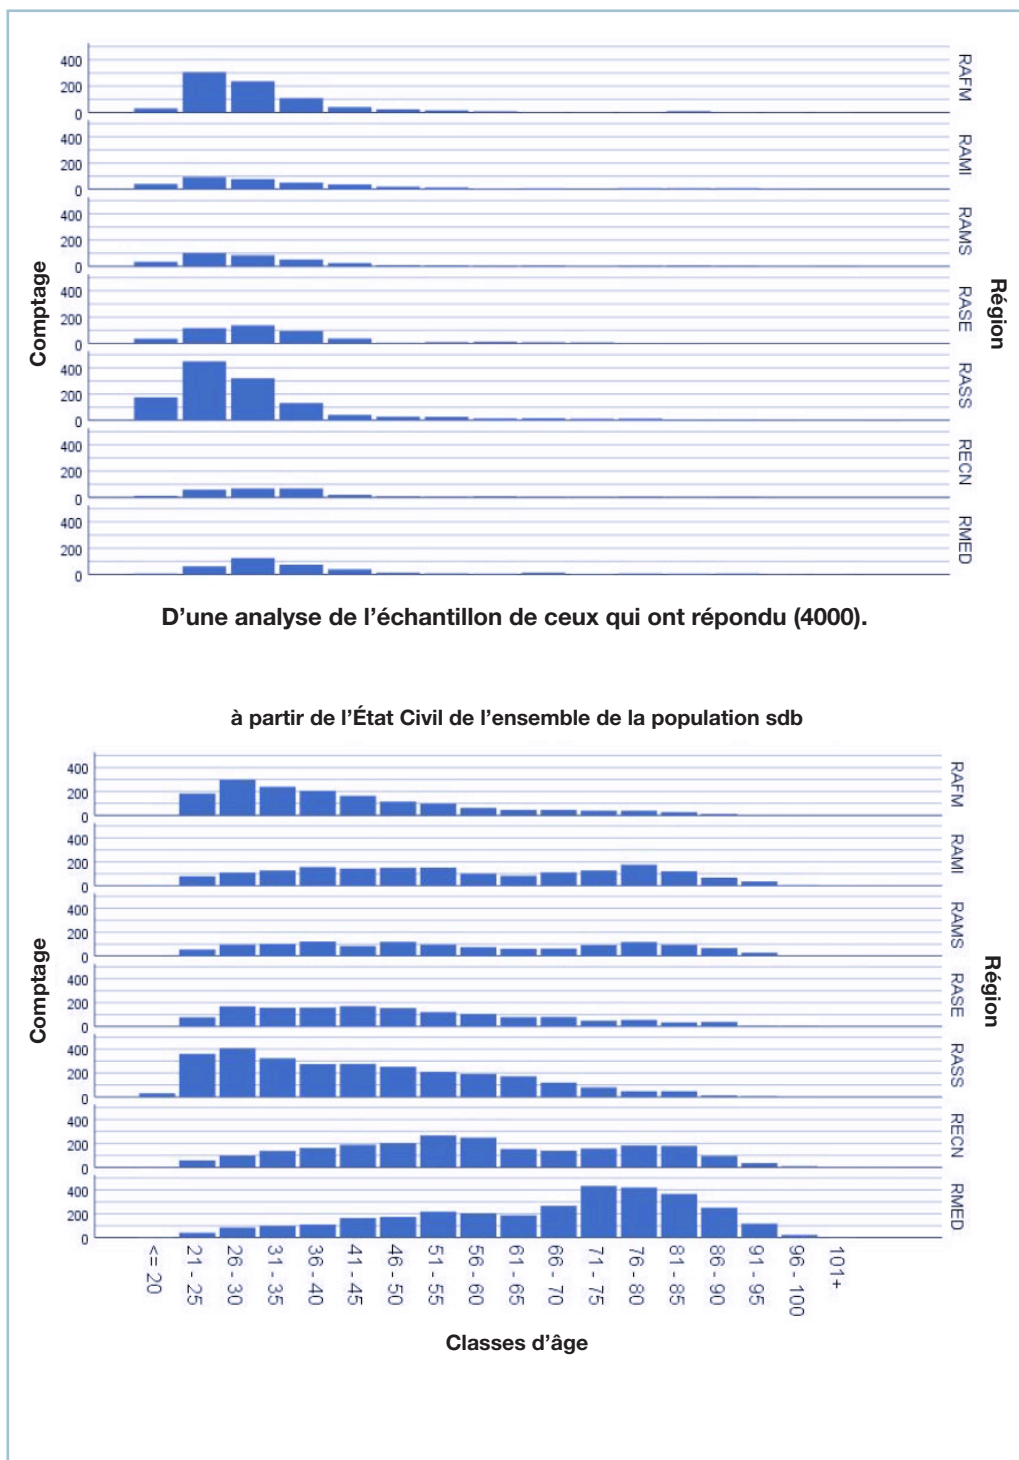 400
200
0
RAFM
400
200
0
RAMI
400
200
0
RAMS
400
200
0
RASE
400
200
0
RASS
400
200
0
RECN
400
200
0
RMED
Comptage
Région
D’une analyse de l’échantillon de ceux qui ont répondu (4000).
à partir de l’État Civil de l’ensemble de la population sdb
400
200
0
RAFM
400
200
0
RAMI
400
200
0
RAMS
400
200
0
RASE
400
200
0
RASS
400
200
0
RECN
400
200
0
RMED
Comptage
Région
<= 20
21 - 25
26 - 30
31 - 35
36 - 40
41 - 45
46 - 50
51 - 55
56 - 60
61 - 65
66 - 70
71 - 75
76 - 80
81 - 85
86 - 90
91 - 95
96 - 100
101+
Classes d’âge